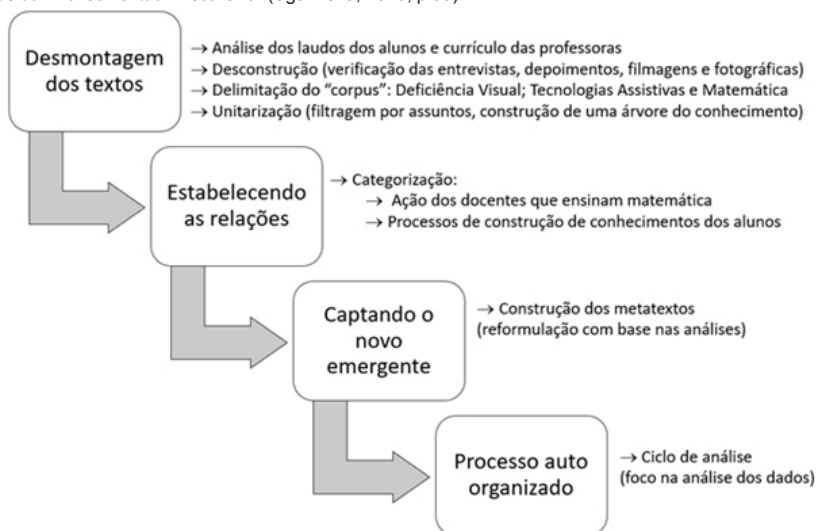 Desmontagem
dos textos
→ Análise dos laudos dos alunos e currículo das professoras
→ Desconstrução (verificação das entrevistas, depoimentos, filmagens e fotográficas)
→ Delimitação do “corpus”: Deficiência Visual; Tecnologias Assistivas e Matemática
→ Unitarização (filtragem por assuntos, construção de uma árvore do conhecimento)
Estabelecendo
as relações
→ Categorização:
→ Ação dos docentes que ensinam matemática
→ Processos de construção de conhecimentos dos alunos
Captando o
novo
emergente
→ Construção dos metatextos
(reformulação com base nas análises)
Processo auto
organizado
→ Ciclo de análise
(foco na análise dos dados)